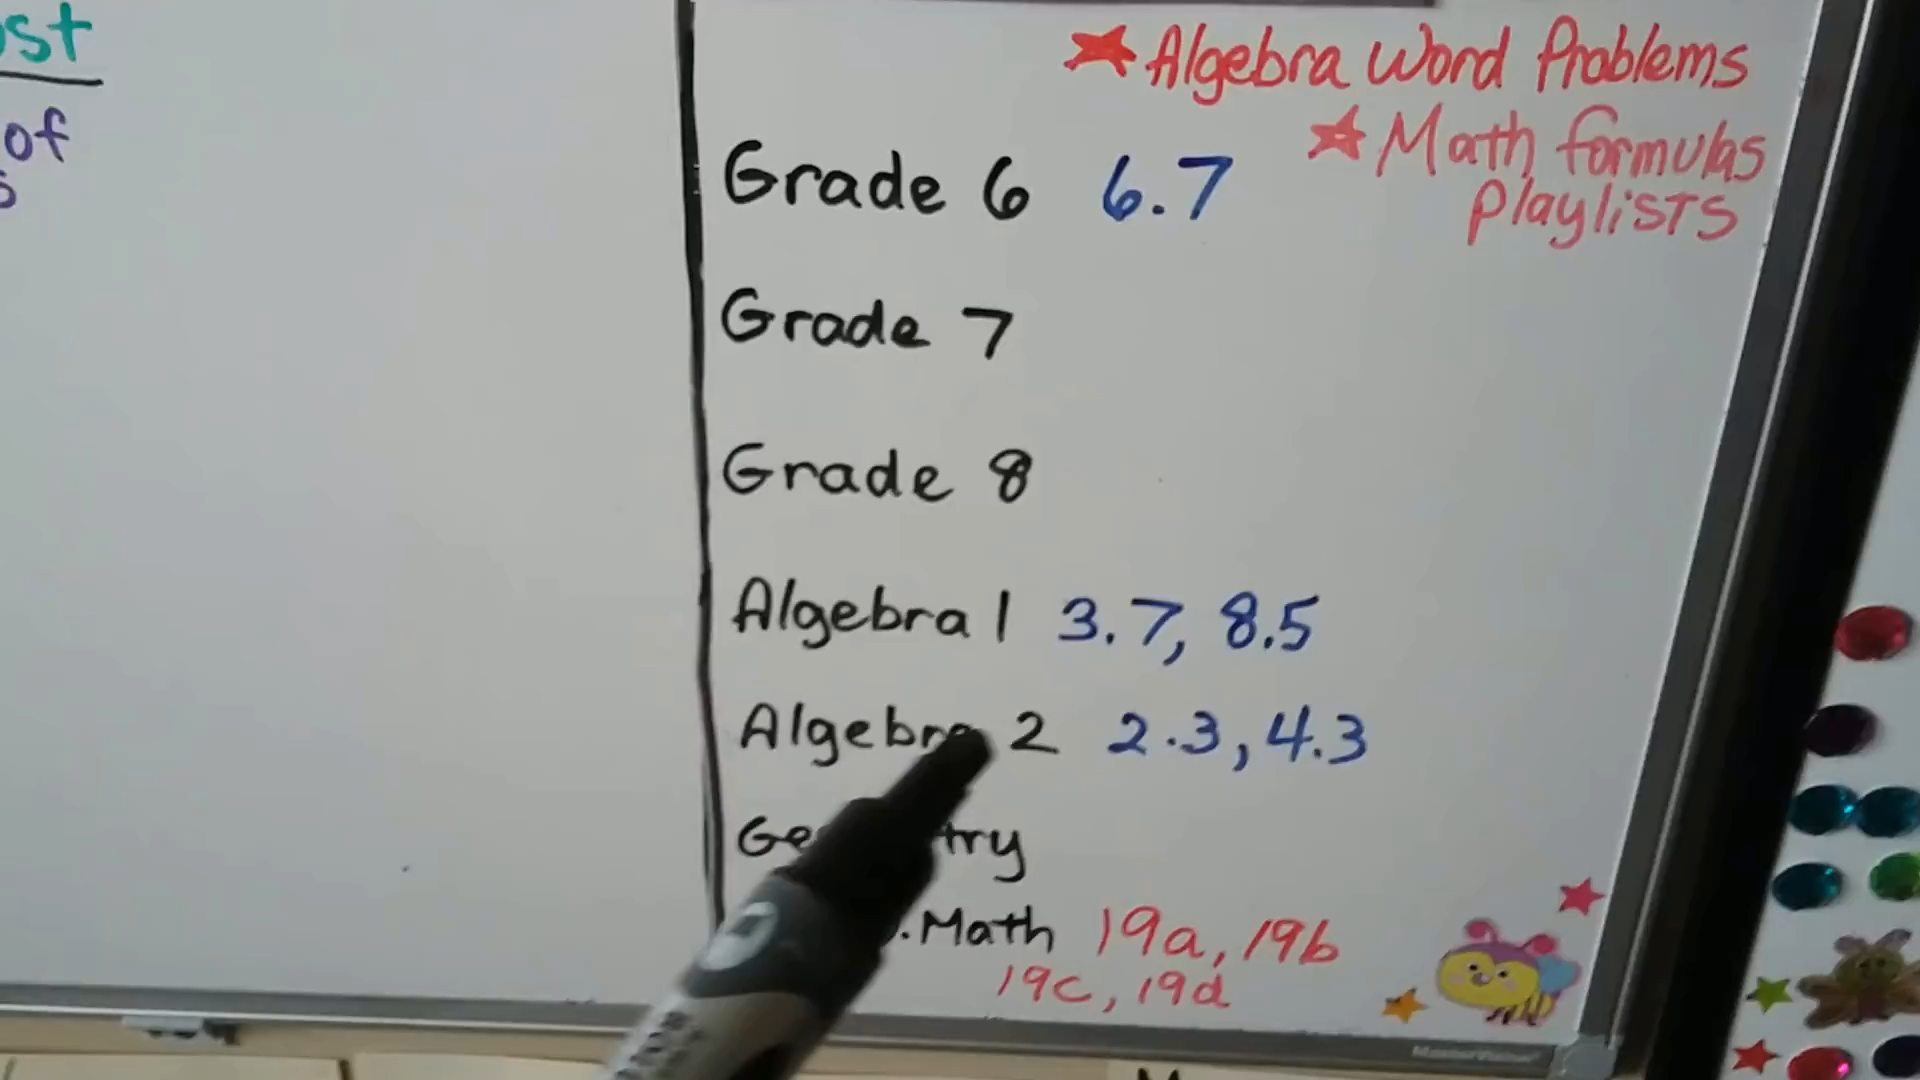 ost
of
Algebra Word Problems
Math formulas
Playlists
Grade 6 6.7
Grade 7
Grade 8
Algebra 1 3.7, 8.5
Algebra 2 2.3, 4.3
Math 19a, 19b
19c, 19d